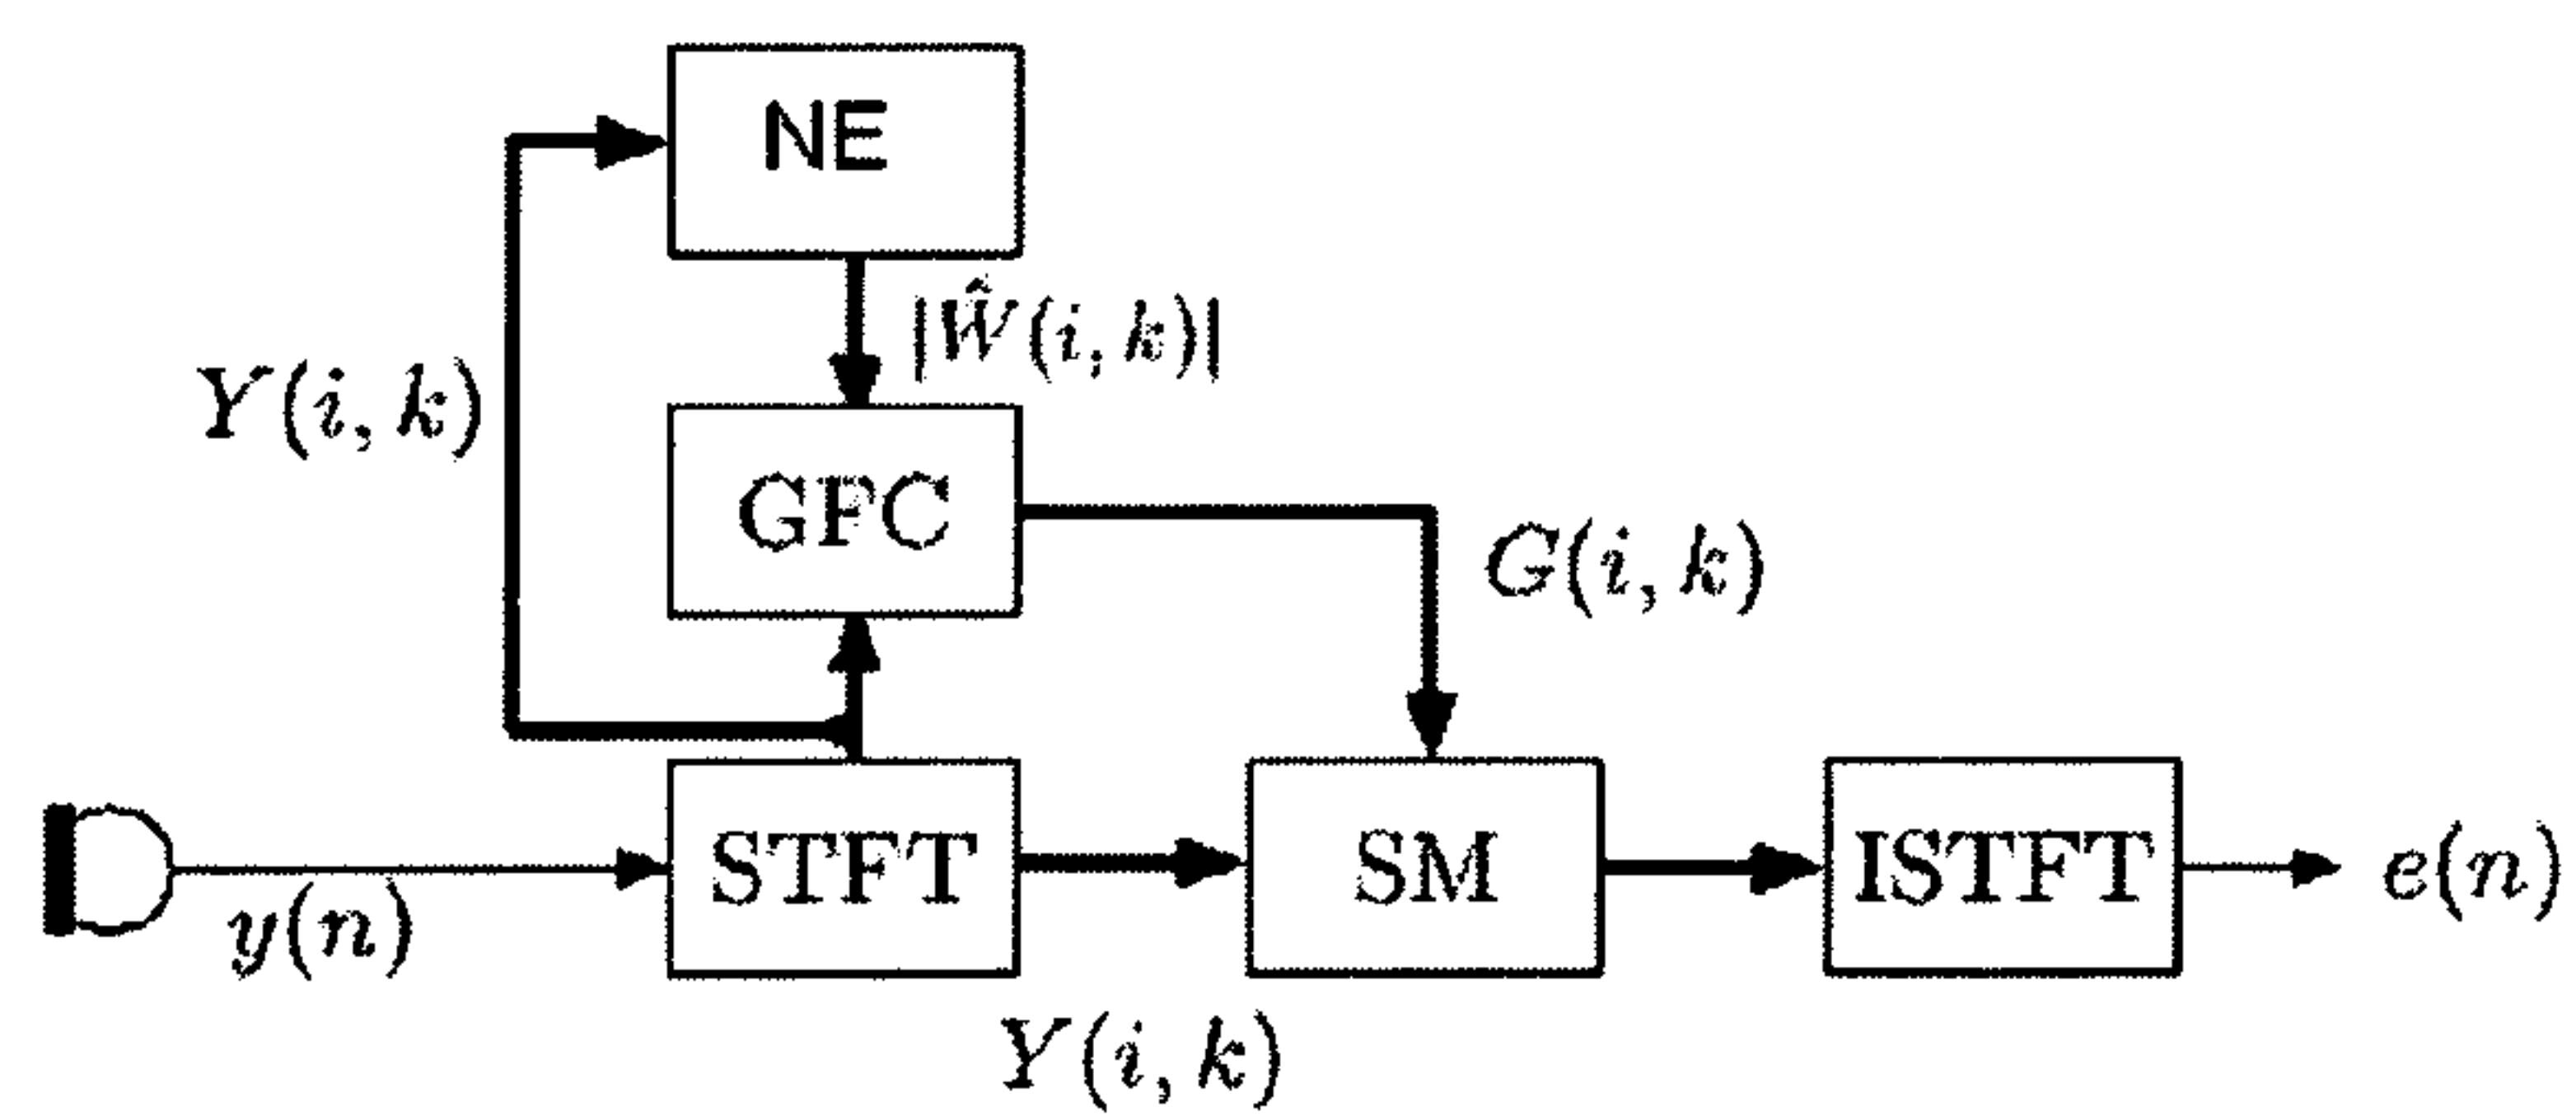 NE
|Ŵ(i, k)|
Y(i, k)
GFC
G(i, k)
STFT
SM
ISTFT
e(n)
y(n)
Y(i, k)